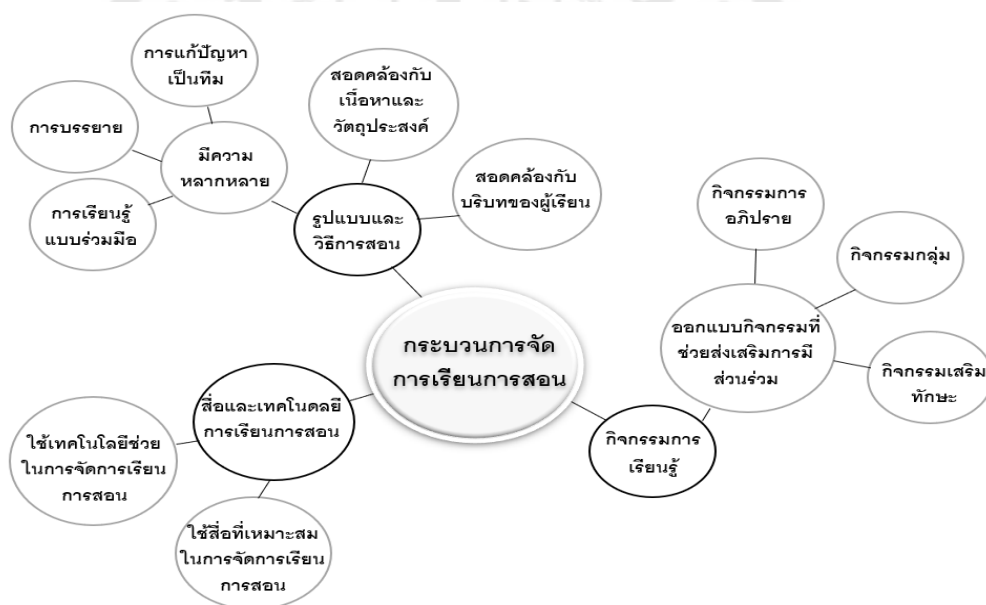 การแก้ปัญหา
เป็นทีม
สอดคล้องกับ
เนื้อหาและ
วัตถุประสงค์
การบรรยาย
มีความ
หลากหลาย
สอดคล้องกับ
บริบทของผู้เรียน
การเรียนรู้
แบบร่วมมือ
รูปแบบและ
วิธีการสอน
กิจกรรมการ
อภิปราย
กิจกรรมกลุ่ม
ออกแบบกิจกรรมที่
ช่วยส่งเสริมการมี
ส่วนร่วม
กิจกรรมเสริม
ทักษะ
กระบวนการจัด
การเรียนการสอน
สื่อและเทคโนดลยี
การเรียนการสอน
กิจกรรมการ
เรียนรู้
ใช้เทคโนโลยีช่วย
ในการจัดการเรียน
การสอน
ใช้สื่อที่เหมาะสม
ในการจัดการเรียน
การสอน